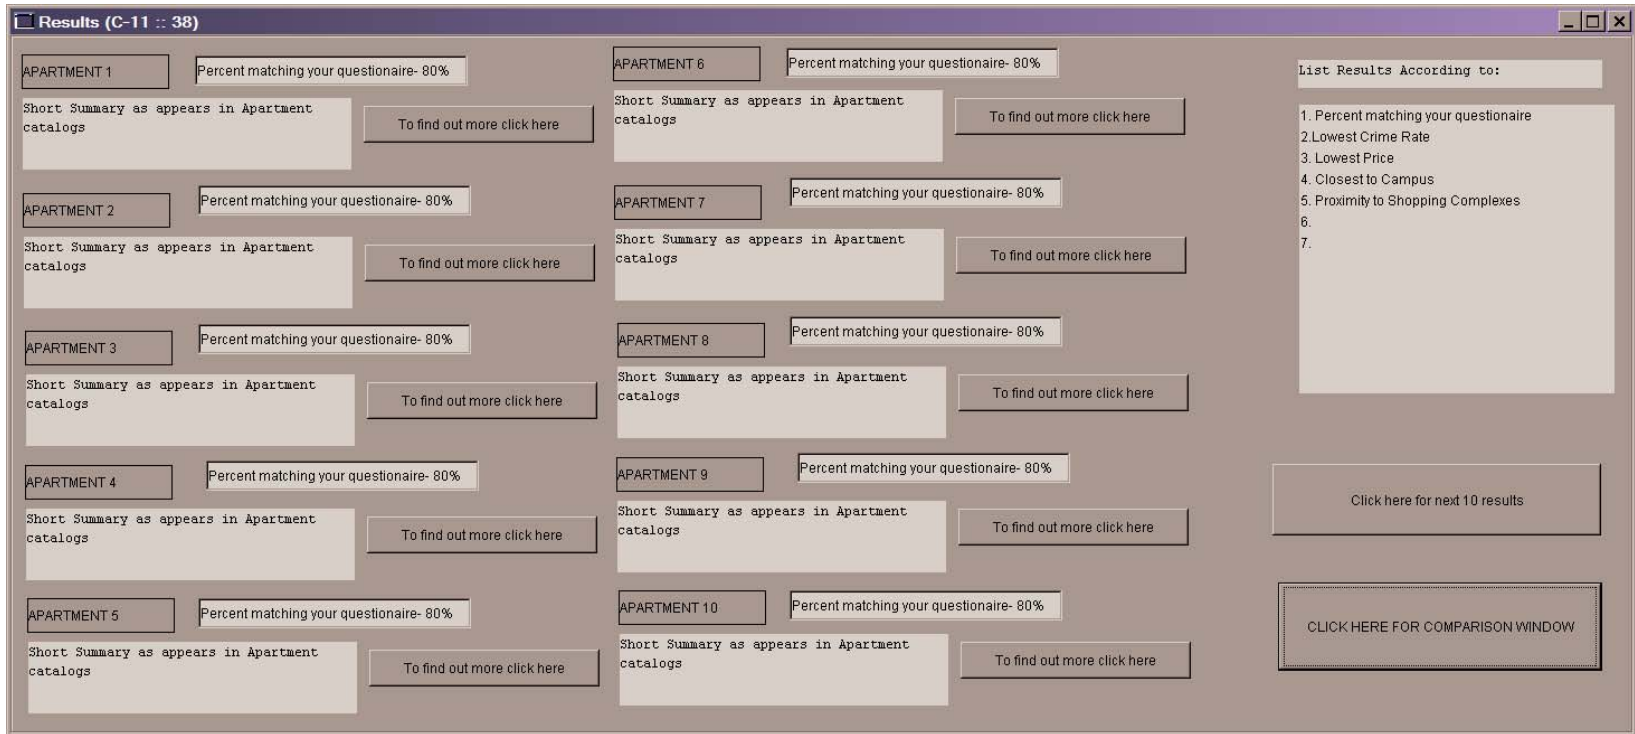 Results (C-11 :: 38)
APARTMENT 1
Percent matching your questionaire- 80%
Short Summary as appears in Apartment
catalogs
To find out more click here
APARTMENT 2
Percent matching your questionaire- 80%
Short Summary as appears in Apartment
catalogs
To find out more click here
APARTMENT 3
Percent matching your questionaire- 80%
Short Summary as appears in Apartment
catalogs
To find out more click here
APARTMENT 4
Percent matching your questionaire- 80%
Short Summary as appears in Apartment
catalogs
To find out more click here
APARTMENT 5
Percent matching your questionaire- 80%
Short Summary as appears in Apartment
catalogs
To find out more click here
APARTMENT 6
Percent matching your questionaire- 80%
Short Summary as appears in Apartment
catalogs
To find out more click here
APARTMENT 7
Percent matching your questionaire- 80%
Short Summary as appears in Apartment
catalogs
To find out more click here
APARTMENT 8
Percent matching your questionaire- 80%
Short Summary as appears in Apartment
catalogs
To find out more click here
APARTMENT 9
Percent matching your questionaire- 80%
Short Summary as appears in Apartment
catalogs
To find out more click here
APARTMENT 10
Percent matching your questionaire- 80%
Short Summary as appears in Apartment
catalogs
To find out more click here
List Results According to:
1. Percent matching your questionaire
2.Lowest Crime Rate
3. Lowest Price
4. Closest to Campus
5. Proximity to Shopping Complexes
6.
7.
Click here for next 10 results
CLICK HERE FOR COMPARISON WINDOW